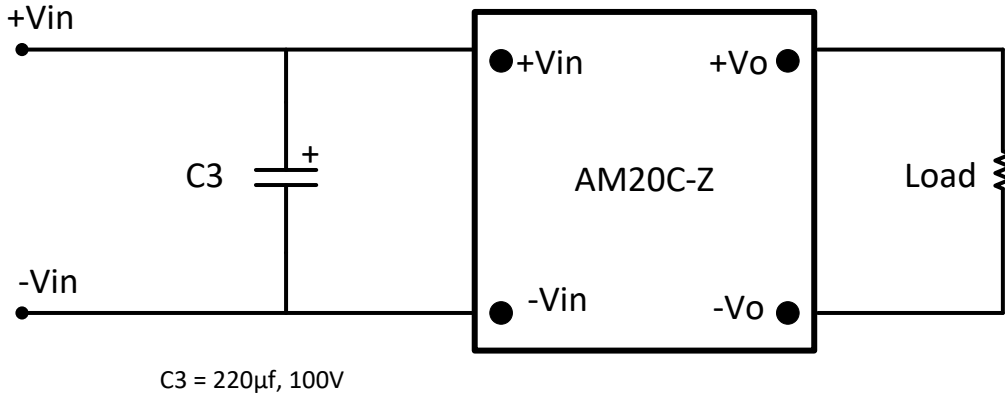 +Vin
+Vin
+Vo
+
C3
AM20C-Z
Load
-Vin
-Vin
-Vo
C3 = 220µf, 100V